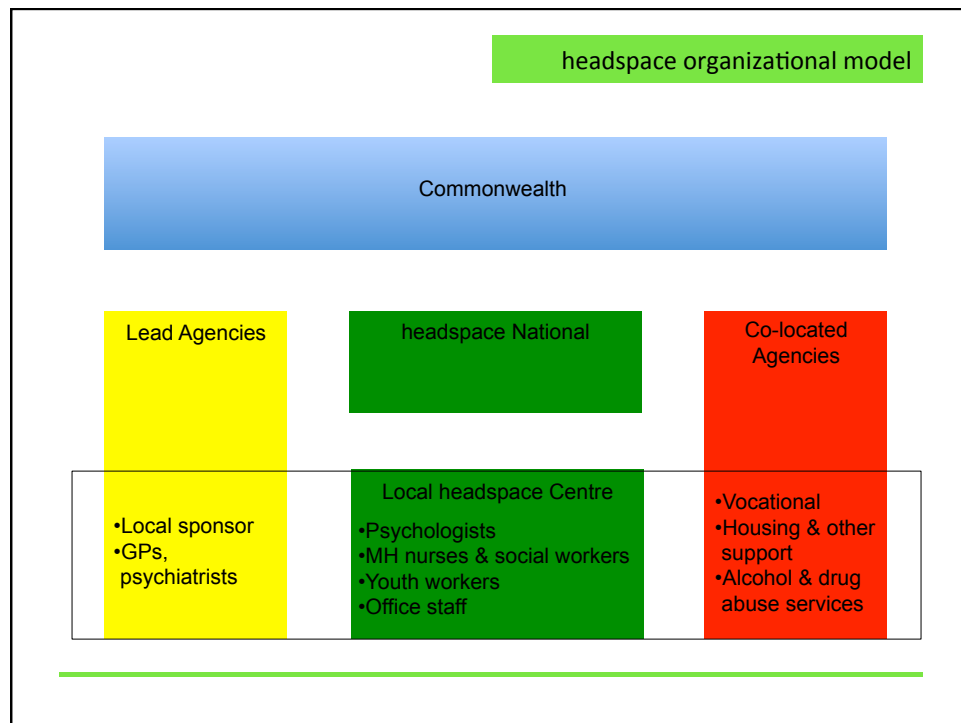 headspace organizational model
Commonwealth
Lead Agencies
•Local sponsor
•GPs,
psychiatrists
headspace National
Local headspace Centre
•Psychologists
•MH nurses & social workers
•Youth workers
•Office staff
Co-located
Agencies
•Vocational
•Housing & other
support
•Alcohol & drug
abuse services